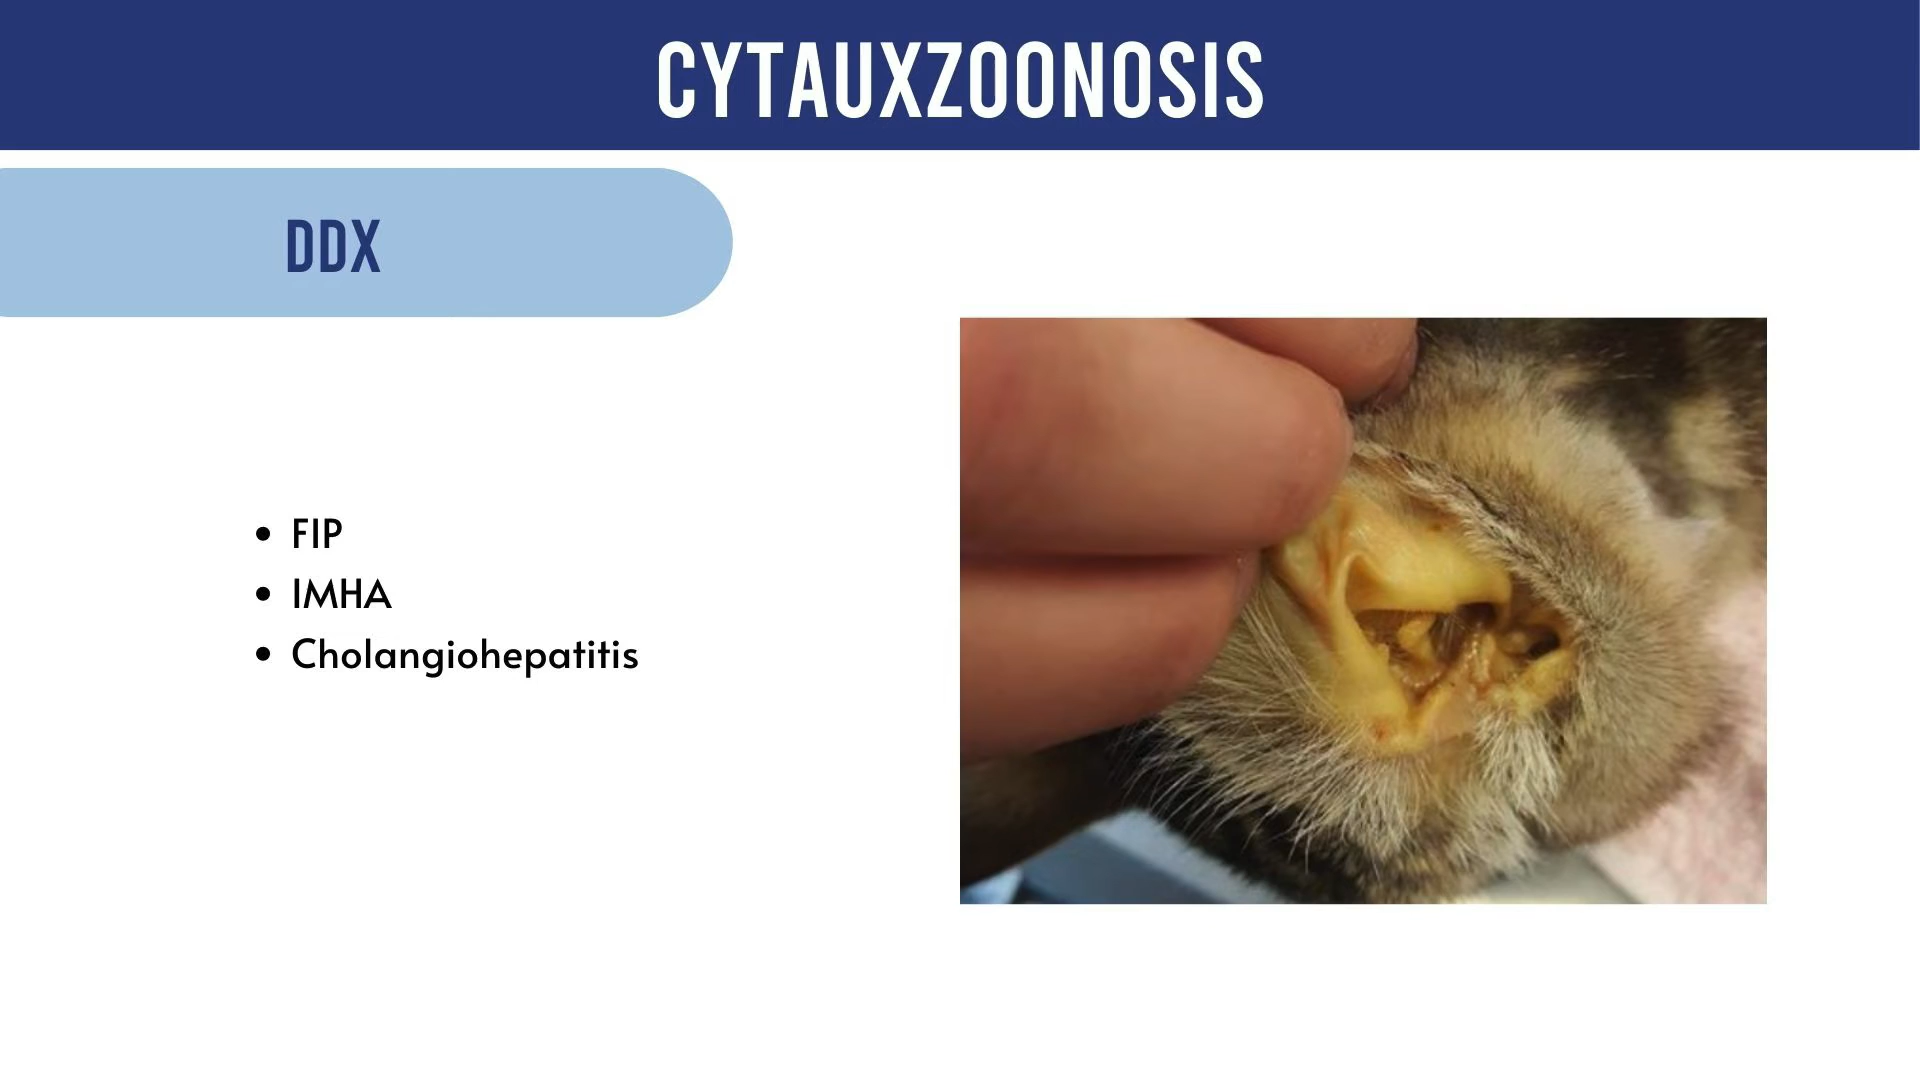 CYTAUXZOONOSIS
DDX
• FIP
• IMHA
• Cholangiohepatitis